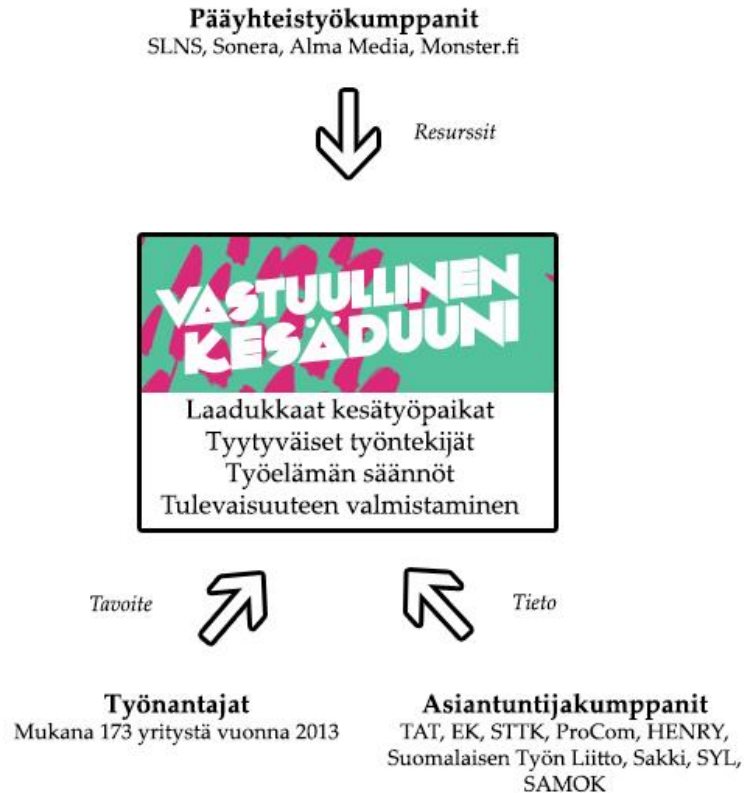 Pääyhteistyökumppanit
SLNS, Sonera, Alma Media, Monster.fi
Resurssit
VASTUULLINEN
KESÄDUUNI
Laadukkaat kesätyöpaikat
Tyytyväiset työntekijät
Työelämän säännöt
Tulevaisuuteen valmistaminen
Tavoite
Tieto
Työnantajat
Mukana 173 yritystä vuonna 2013
Asiantuntijakumppanit
TAT, EK, STTK, ProCom, HENRY,
Suomalaisen Työn Liitto, Sakki, SYL,
SAMOK